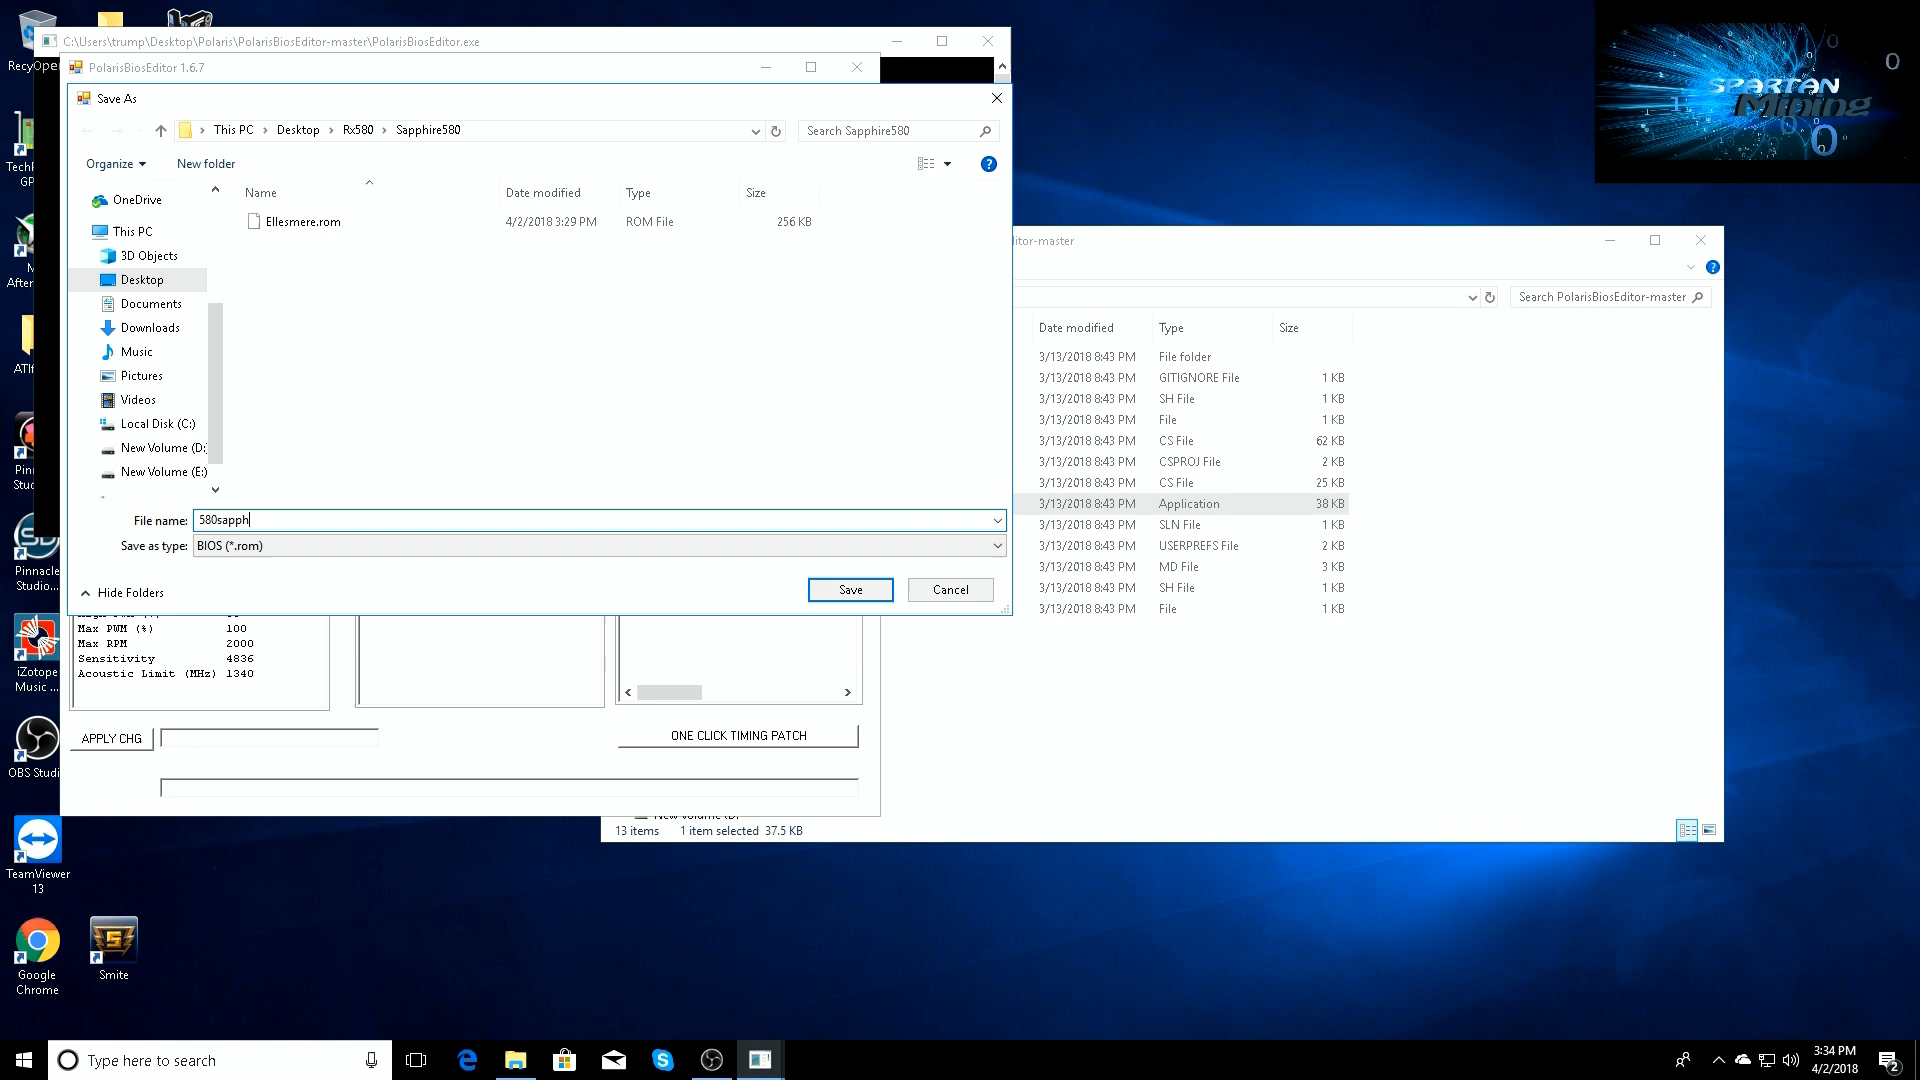 C:\Users\trump\Desktop\Polaris\PolarisBiosEditor-master\PolarisBiosEditor.exe
PolarisBiosEditor 1.6.7
Save As
This PC > Desktop > Rx580 > Sapphire580
Search Sapphire580
Organize
New folder
Name
Date modified
Type
Size
Ellesmere.rom
4/2/2018 3:29 PM
ROM File
256 KB
OneDrive
This PC
3D Objects
Desktop
Documents
Downloads
Music
Pictures
Videos
Local Disk (C:)
New Volume (D:
New Volume (E:)
File name: 580sapph
Save as type: BIOS (*.rom)
Hide Folders
Save
Cancel
Max PWM (%) 100
Max RPM 2000
Sensitivity 4836
Acoustic Limit (MHz) 1340
APPLY CHG
ONE CLICK TIMING PATCH
itor-master
Search PolarisBiosEditor-master
Date modified Type Size
3/13/2018 8:43 PM File folder
3/13/2018 8:43 PM GITIGNORE File 1 KB
3/13/2018 8:43 PM SH File 1 KB
3/13/2018 8:43 PM File 1 KB
3/13/2018 8:43 PM CS File 62 KB
3/13/2018 8:43 PM CSPROJ File 2 KB
3/13/2018 8:43 PM CS File 25 KB
3/13/2018 8:43 PM Application 38 KB
3/13/2018 8:43 PM SLN File 1 KB
3/13/2018 8:43 PM USERPREFS File 2 KB
3/13/2018 8:43 PM MD File 3 KB
3/13/2018 8:43 PM SH File 1 KB
3/13/2018 8:43 PM File 1 KB
13 items 1 item selected 37.5 KB
SPARTAN
Mining
Pinnacle
Studio...
iZotope
Music ...
OBS Studi
TeamViewer
13
Google
Chrome
Smite
Type here to search
3:34 PM
4/2/2018
2